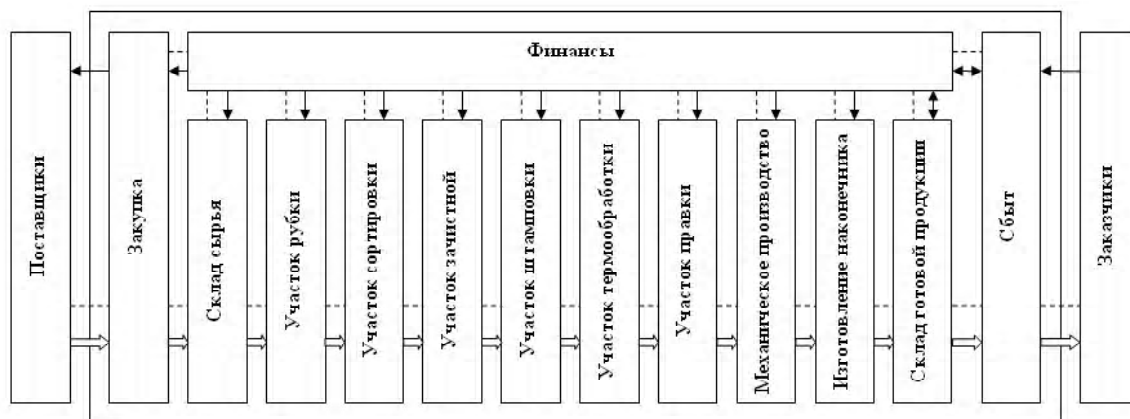 Финансы
Поставщики
Закупка
Склад сырья
Участок рубки
Участок сортировки
Участок зачистной
Участок штамповки
Участок термообработки
Участок правки
Механическое производство
Изготовление наконечника
Склад готовой продукции
Сбыт
Заказчики